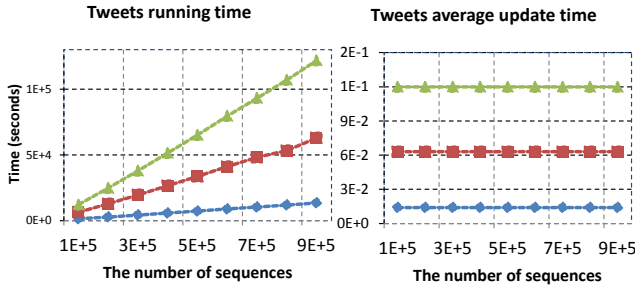 Tweets running time
Time (seconds)
1E+5
5E+4
0E+0
1E+5 3E+5 5E+5 7E+5 9E+5
The number of sequences
Tweets average update time
2E-1
1E-1
9E-2
6E-2
3E-2
0E+0
1E+5 3E+5 5E+5 7E+5 9E+5
The number of sequences